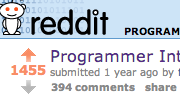 reddit PROGRAM
Programmer Int
1455
submitted 1 year ago by
394 comments share